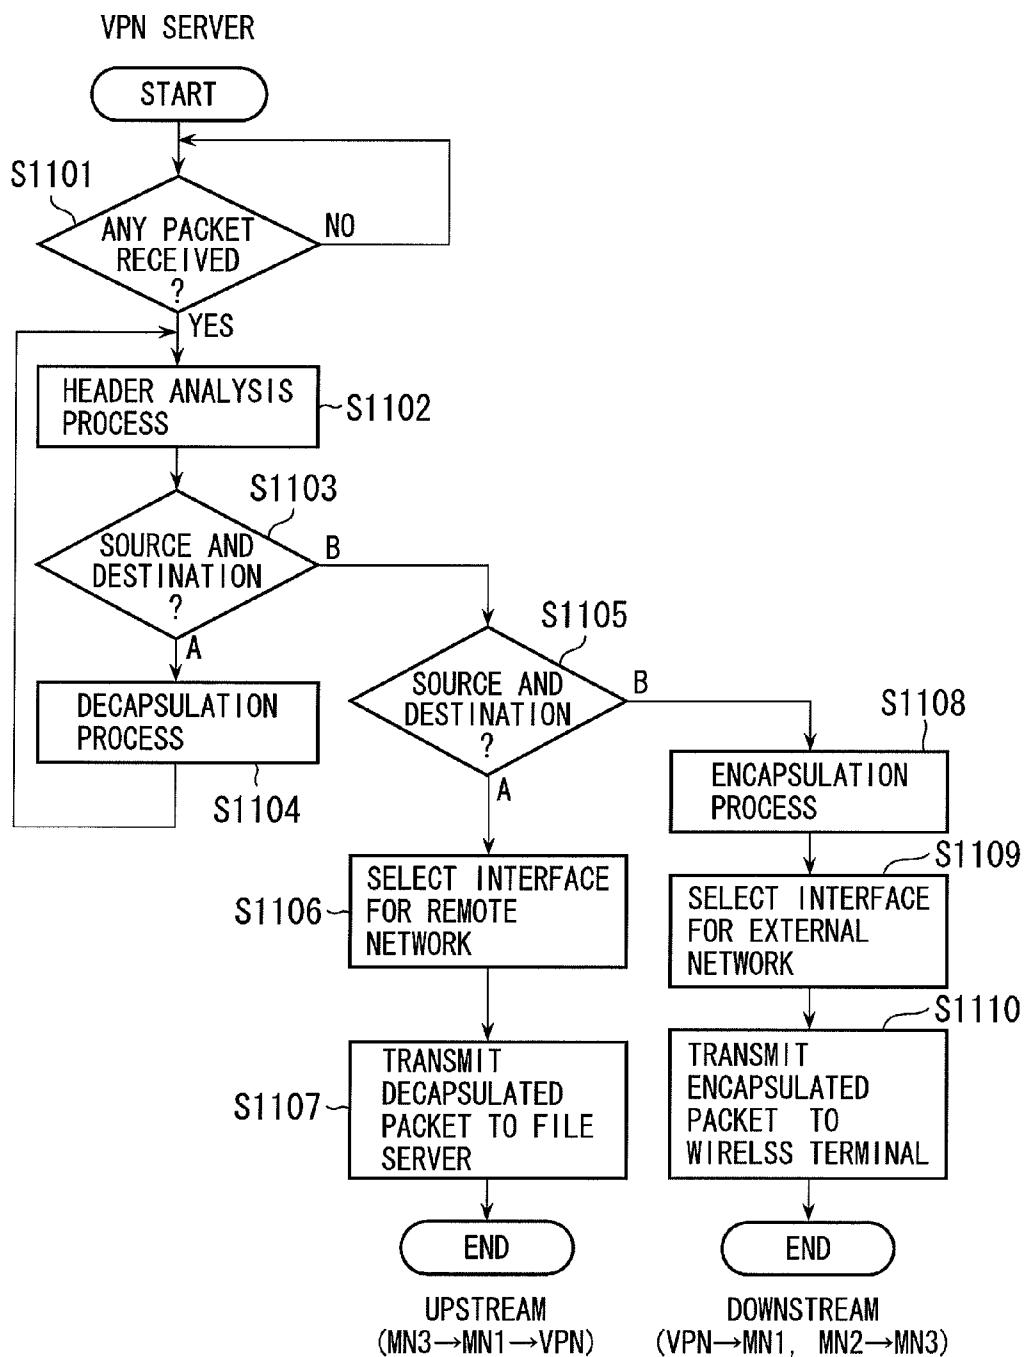 VPN SERVER
START
S1101
ANY PACKET
RECEIVED
?
NO
YES
HEADER ANALYSIS
PROCESS
S1102
S1103
SOURCE AND
DESTINATION
?
B
A
DECAPSULATION
PROCESS
S1104
S1105
SOURCE AND
DESTINATION
?
B
A
S1106
SELECT INTERFACE
FOR REMOTE
NETWORK
S1107
TRANSMIT
DECAPSULATED
PACKET TO FILE
SERVER
END
UPSTREAM
(MN3→MN1→VPN)
S1108
ENCAPSULATION
PROCESS
S1109
SELECT INTERFACE
FOR EXTERNAL
NETWORK
S1110
TRANSMIT
ENCAPSULATED
PACKET TO
WIRELSS TERMINAL
END
DOWNSTREAM
(VPN→MN1, MN2→MN3)